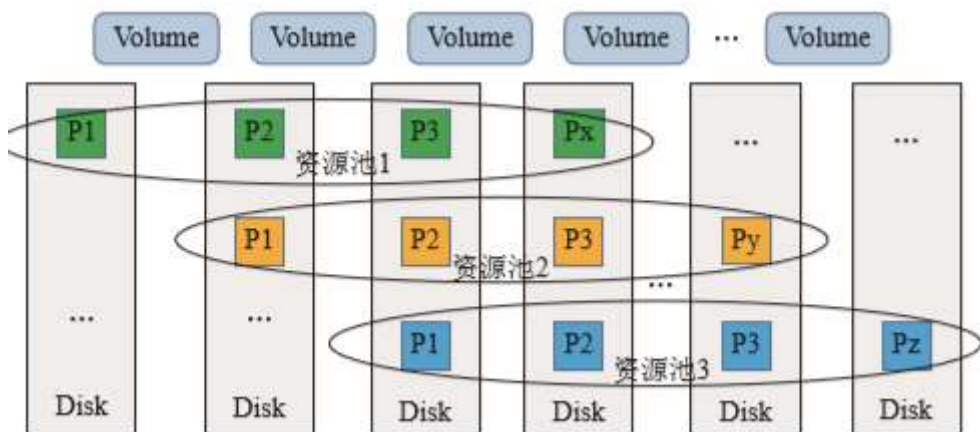 Volume Volume Volume Volume ... Volume
P1 P2 P3 Px ... ...
资源池1
P1 P2 P3 Py
资源池2
...
... ...
P1 P2 P3 Pz
资源池3
Disk Disk Disk Disk Disk Disk